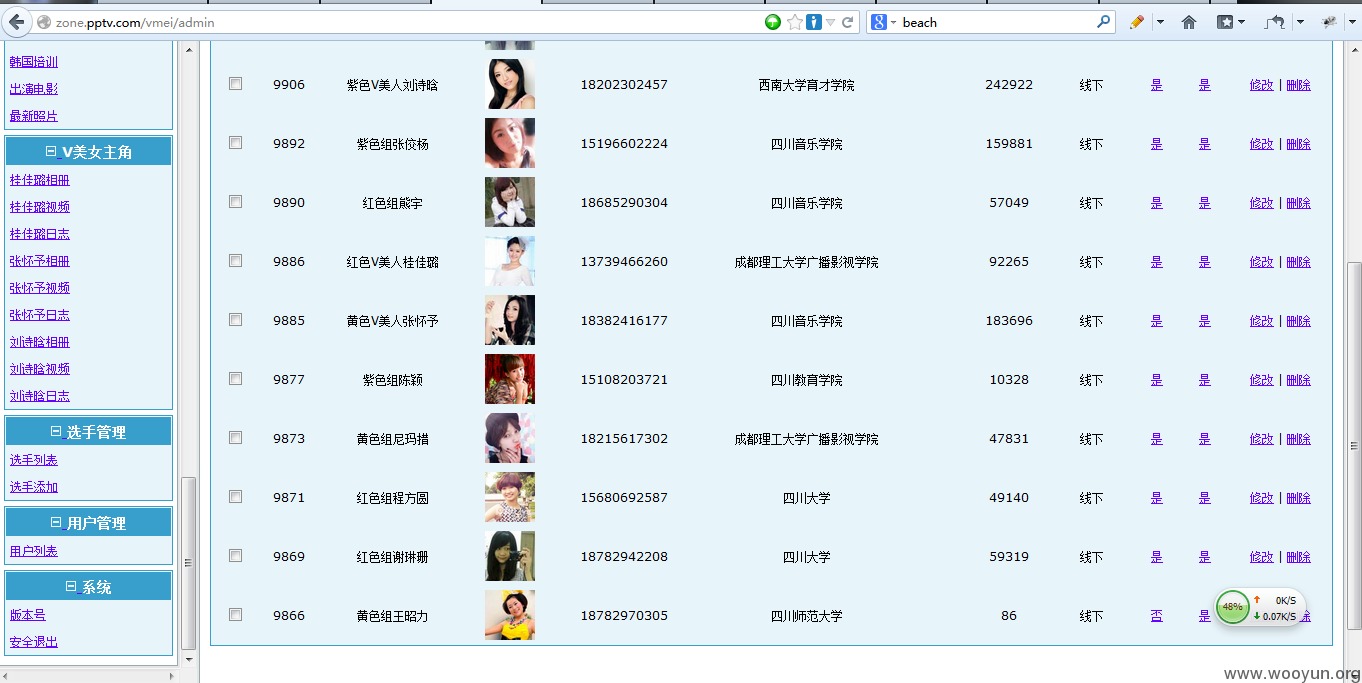 zone.pptv.com/vmei/admin
beach
韩国培训
出演电影
最新照片
V美女主角
桂佳璐相册
桂佳璐视频
桂佳璐日志
张怀予相册
张怀予视频
张怀予日志
刘诗晗相册
刘诗晗视频
刘诗晗日志
选手管理
选手列表
选手添加
用户管理
用户列表
系统
版本号
安全退出
9906 紫色V美人刘诗晗 18202302457 西南大学育才学院 242922 线下 是 是 修改 | 删除
9892 紫色组张佼杨 15196602224 四川音乐学院 159881 线下 是 是 修改 | 删除
9890 红色组熊宇 18685290304 四川音乐学院 57049 线下 是 是 修改 | 删除
9886 红色V美人桂佳璐 13739466260 成都理工大学广播影视学院 92265 线下 是 是 修改 | 删除
9885 黄色V美人张怀予 18382416177 四川音乐学院 183696 线下 是 是 修改 | 删除
9877 紫色组陈颖 15108203721 四川教育学院 10328 线下 是 是 修改 | 删除
9873 黄色组尼玛措 18215617302 成都理工大学广播影视学院 47831 线下 是 是 修改 | 删除
9871 红色组程方圆 15680692587 四川大学 49140 线下 是 是 修改 | 删除
9869 红色组谢琳珊 18782942208 四川大学 59319 线下 是 是 修改 | 删除
9866 黄色组王昭力 18782970305 四川师范大学 86 线下 否 是
48% 0K/S
0.07K/S
www.wooyun.org